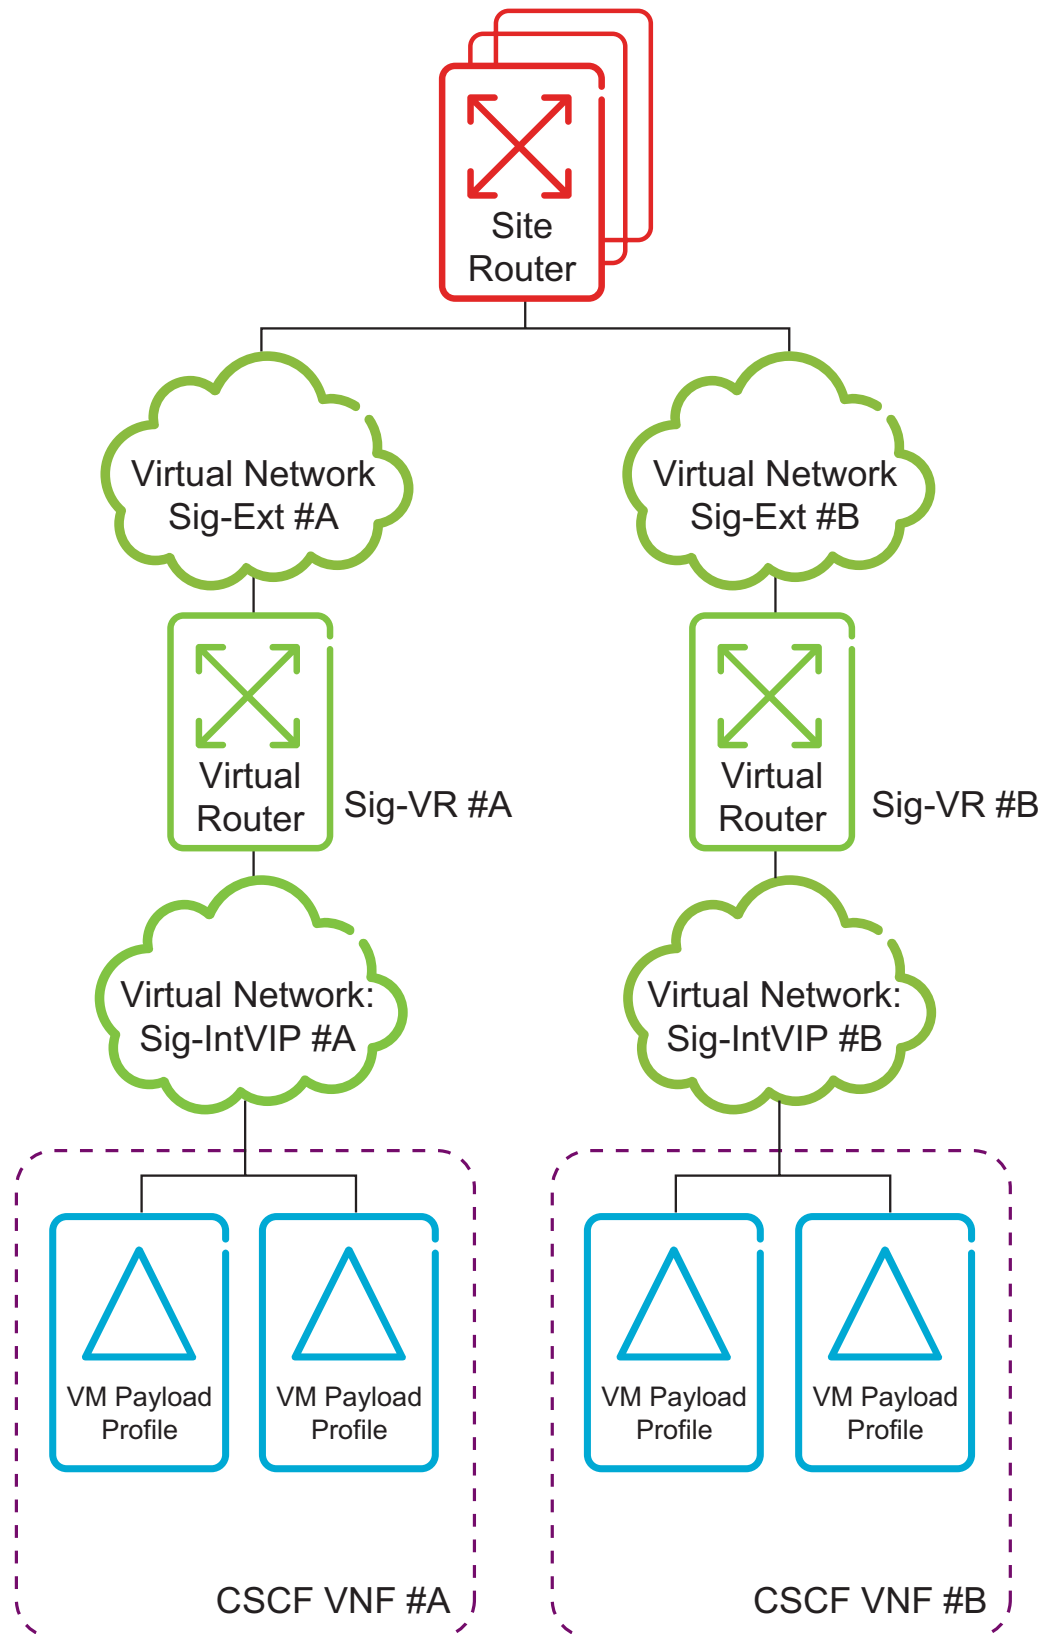 Site
Router
Virtual Network
Sig-Ext #A
Virtual Network
Sig-Ext #B
Virtual
Router
Sig-VR #A
Virtual
Router
Sig-VR #B
Virtual Network:
Sig-IntVIP #A
Virtual Network:
Sig-IntVIP #B
VM Payload
Profile
VM Payload
Profile
VM Payload
Profile
VM Payload
Profile
CSCF VNF #A
CSCF VNF #B